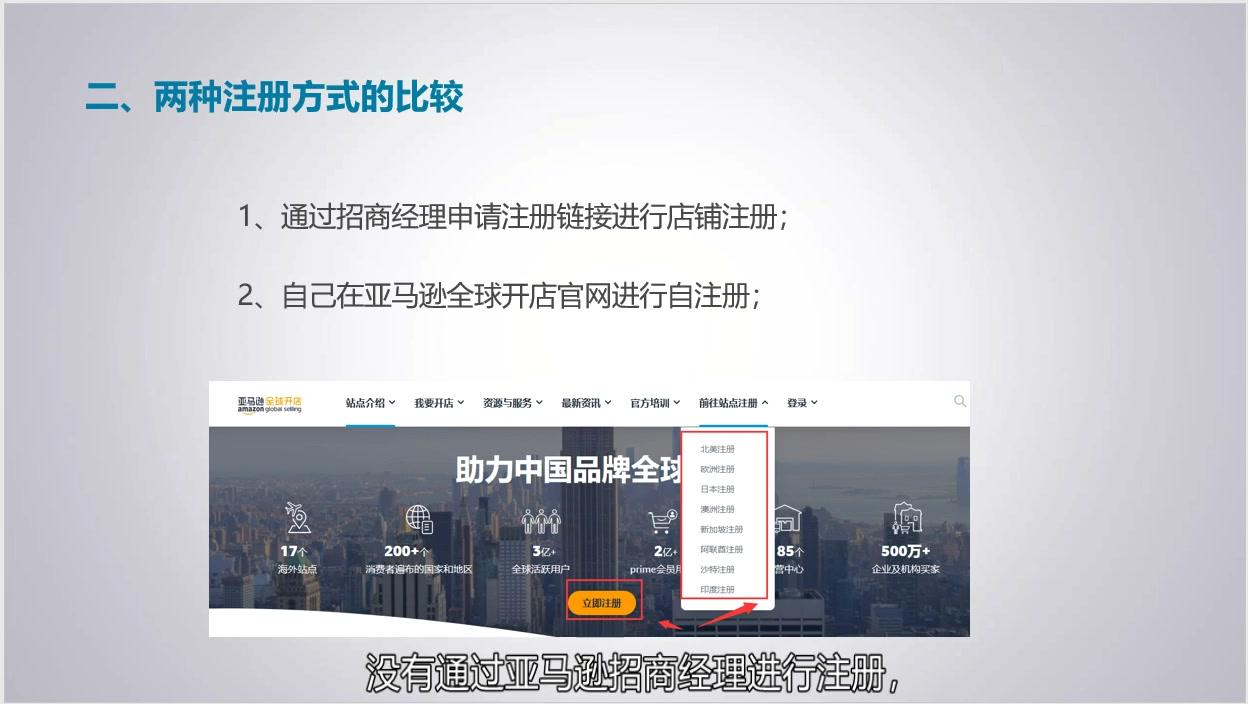 二、两种注册方式的比较
1、通过招商经理申请注册链接进行店铺注册；
2、自己在亚马逊全球开店官网进行自注册；
亚马逊全球开店
amazon global selling
站点介绍 我要开店 资源与服务 最新资讯 官方培训 前往站点注册 登录
北美注册
助力中国品牌全球
欧洲注册
日本注册
澳洲注册
新加坡注册
阿联酋注册
沙特注册
印度注册
17个
海外站点
200+个
消费者遍布的国家和地区
3亿+
全球活跃用户
2亿+
prime会员用
85个
营中心
500万+
企业及机构买家
立即注册
没有通过亚马逊招商经理进行注册，